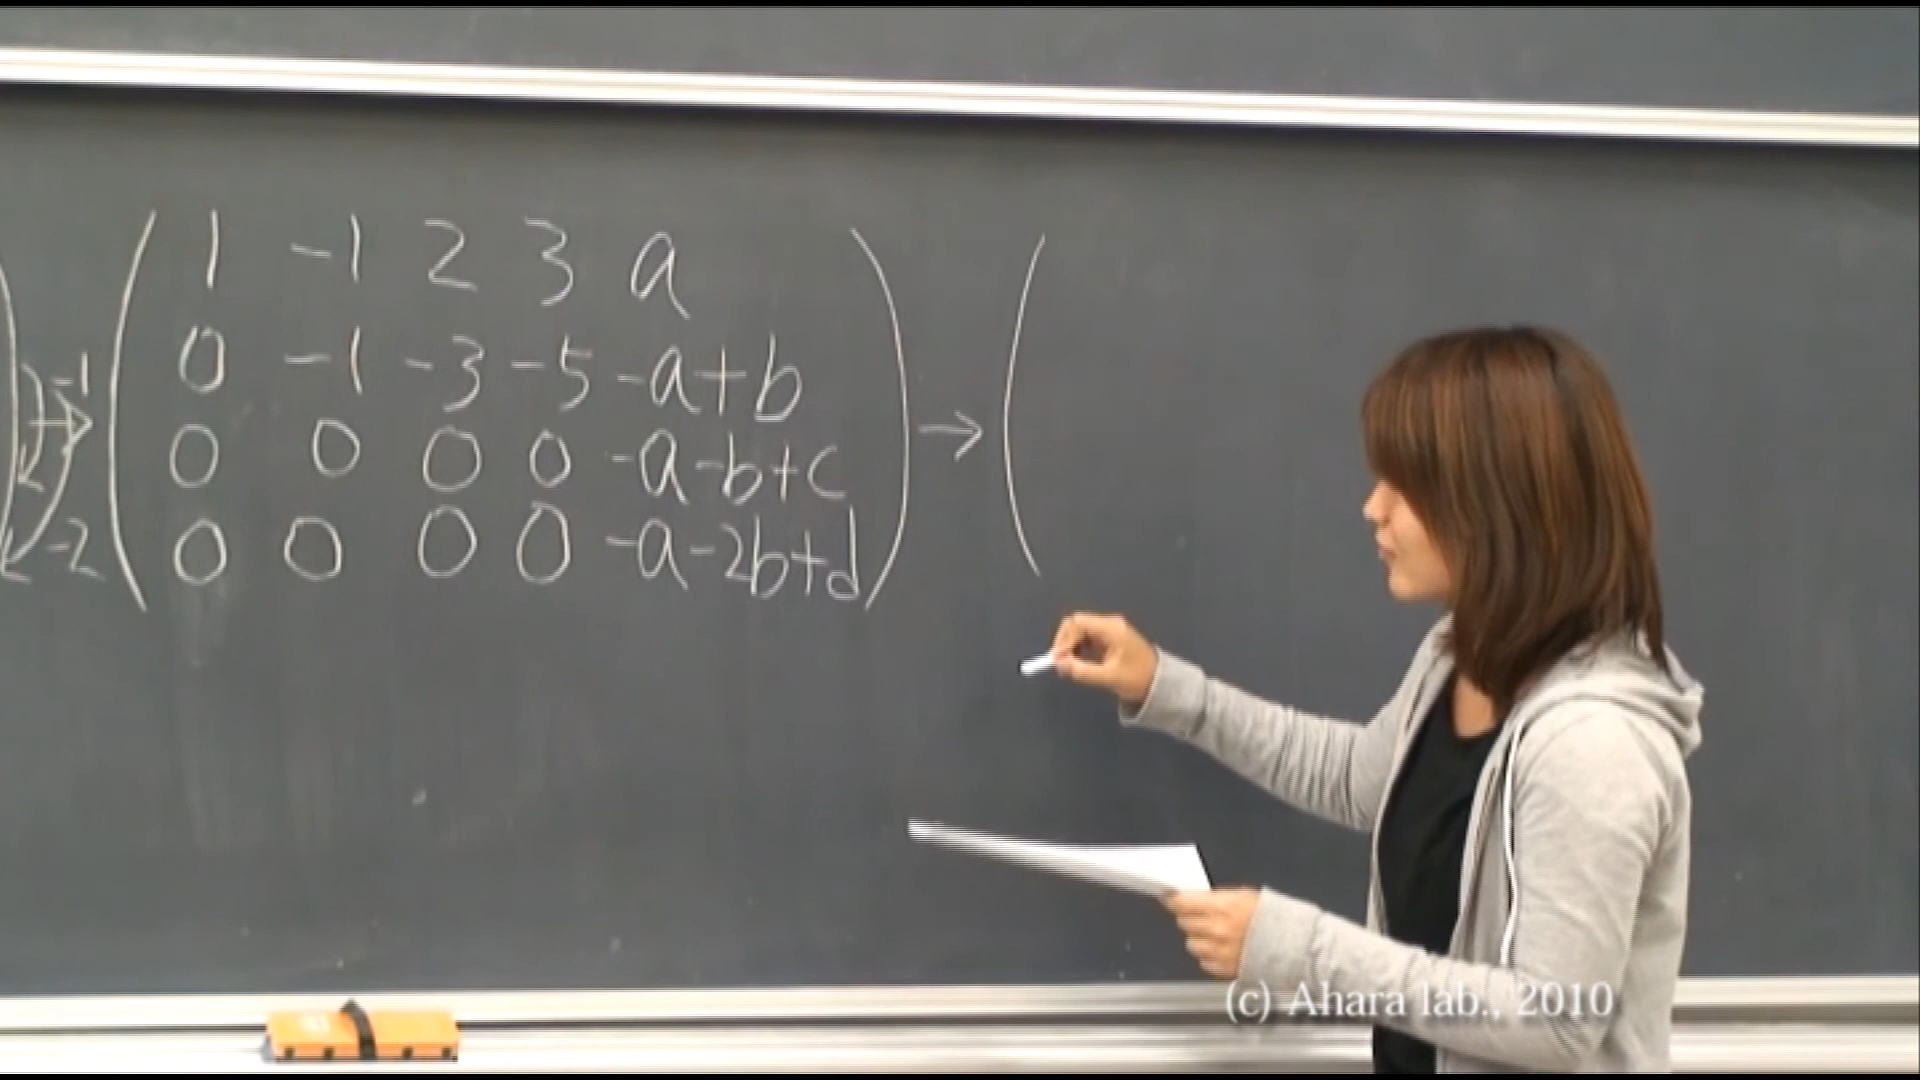 1 -1 2 3 a
0 -1 -3 -5 -a+b
0 0 0 0 -a-b+c
0 0 0 0 -a-2b+d
-1
-2
→
(c) Ahara lab., 2010